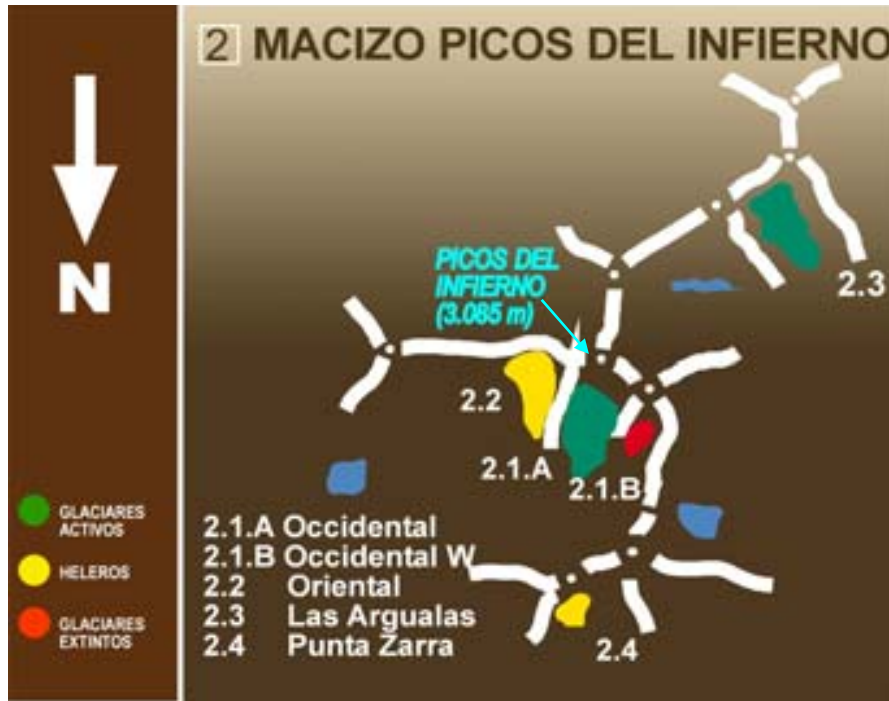 2 MACIZO PICOS DEL INFIERNO
N
PICOS DEL
INFIERNO
(3.085 m)
2.3
2.2
2.1.A
2.1.B
2.4
GLACIARES
ACTIVOS
HELEROS
GLACIARES
EXTINTOS
2.1.A Occidental
2.1.B Occidental W
2.2 Oriental
2.3 Las Argualas
2.4 Punta Zarra